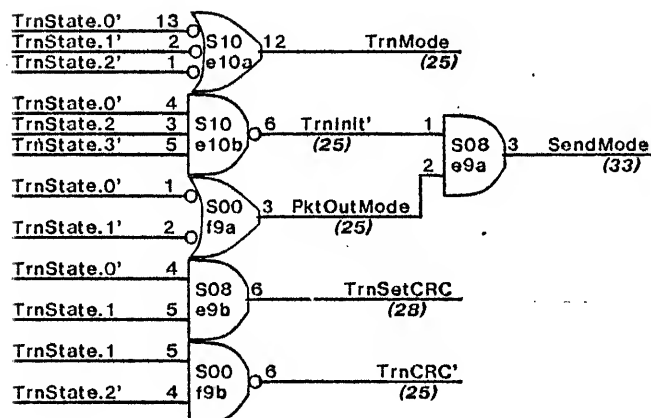 TrnState.0' 13
TrnState.1' 2
TrnState.2' 1
S10
e10a
12 TrnMode
(25)
TrnState.0' 4
TrnState.2 3
TrnState.3' 5
S10
e10b
6 TrnInit' 1
(25)
2
S08
e9a
3 SendMode
(33)
TrnState.0' 1
TrnState.1' 2
S00
f9a
3 PktOutMode
(25)
TrnState.0' 4
TrnState.1 5
S08
e9b
6 TrnSetCRC
(28)
TrnState.1 5
TrnState.2' 4
S00
f9b
6 TrnCRC'
(25)